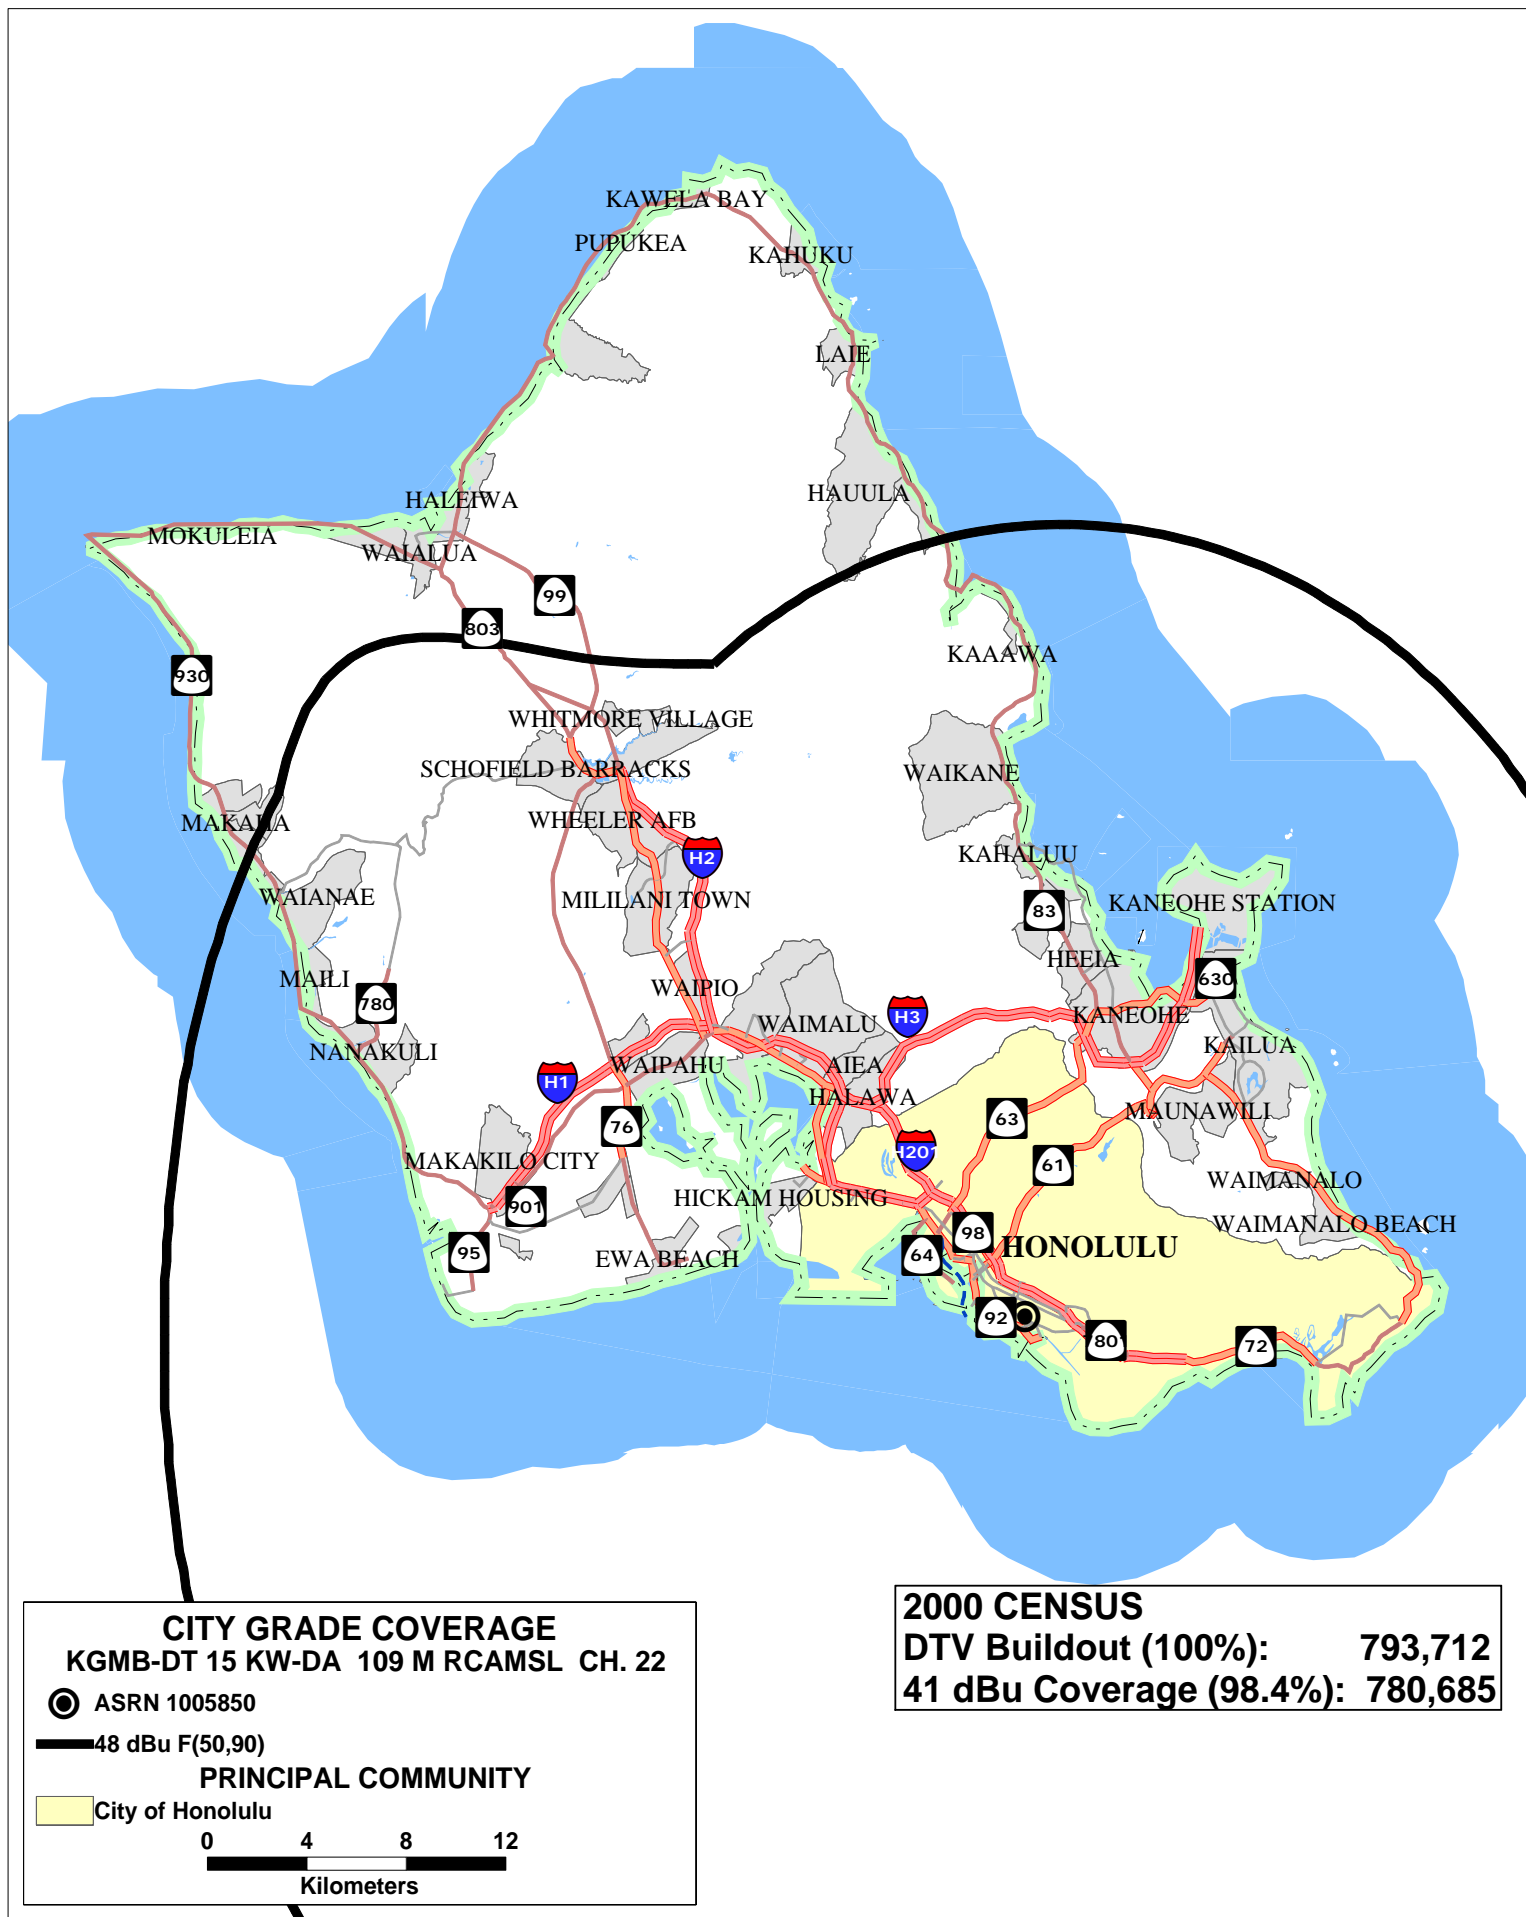 KAWELA BAY
PUPUKEA
KAHUKU
LAIE
HAUULA
HALEIWA
MOKULEIA
WAIALUA
99
803
KAAAWA
930
WHITMORE VILLAGE
SCHOFIELD BARRACKS
WAIKANE
MAKAHA
WHEELER AFB
H2
KAHALUU
WAIANAE
MILILANI TOWN
83
KANEOHE STATION
HEEIA
MAILI
WAIPIO
630
780
H3
KANEOHE
WAIMALU
NANAKULI
KAILUA
WAIPAHU
AIEA
H1
HALAWA
MAUNAWILI
76
63
H201
MAKAKILO CITY
61
WAIMANALO
HICKAM HOUSING
901
WAIMANALO BEACH
98
95
64
HONOLULU
EWA BEACH
92
80
72
CITY GRADE COVERAGE
KGMB-DT 15 KW-DA 109 M RCAMSL CH. 22
ASRN 1005850
48 dBu F(50,90)
PRINCIPAL COMMUNITY
City of Honolulu
0 4 8 12
Kilometers
2000 CENSUS
DTV Buildout (100%): 793,712
41 dBu Coverage (98.4%): 780,685